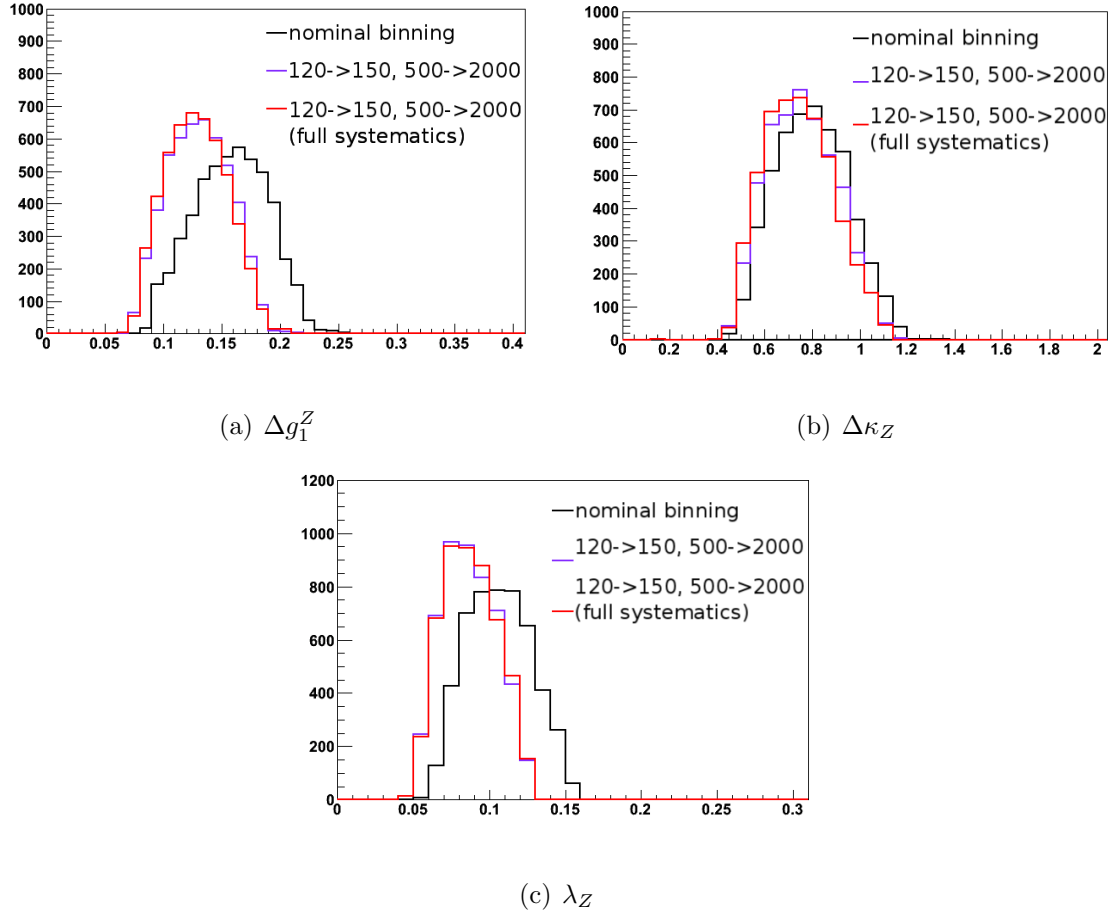 1000
900
800
700
600
500
400
300
200
100
0
nominal binning
120->150, 500->2000
120->150, 500->2000
(full systematics)
0 0.05 0.1 0.15 0.2 0.25 0.3 0.35 0.4
(a) Δg₁ᶻ
1000
900
800
700
600
500
400
300
200
100
0
nominal binning
120->150, 500->2000
120->150, 500->2000
(full systematics)
0 0.2 0.4 0.6 0.8 1 1.2 1.4 1.6 1.8 2
(b) Δκ_Z
1200
1000
800
600
400
200
0
nominal binning
120->150, 500->2000
120->150, 500->2000
(full systematics)
0 0.05 0.1 0.15 0.2 0.25 0.3
(c) λ_Z